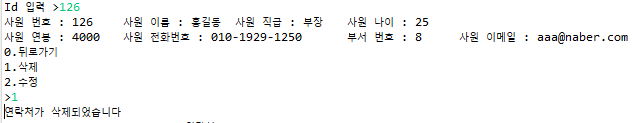 Id 입력 >126
사원 번호 : 126 사원 이름 : 홍길동 사원 직급 : 부장 사원 나이 : 25
사원 연봉 : 4000 사원 전화번호 : 010-1929-1250 부서 번호 : 8 사원 이메일 : aaa@naber.com
0.뒤로가기
1.삭제
2.수정
>1
연락처가 삭제되었습니다